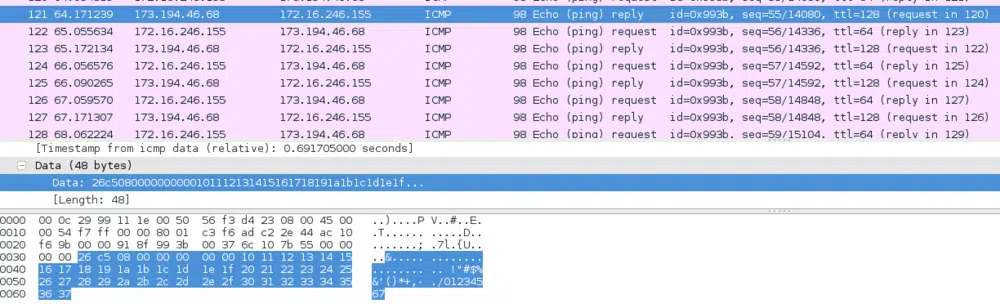 121 64.171239 173.194.46.68 172.16.246.155 ICMP 98 Echo (ping) reply id=0x993b, seq=55/14080, ttl=128 (request in 120)
122 65.055634 172.16.246.155 173.194.46.68 ICMP 98 Echo (ping) request id=0x993b, seq=56/14336, ttl=64 (reply in 123)
123 65.172134 173.194.46.68 172.16.246.155 ICMP 98 Echo (ping) reply id=0x993b, seq=56/14336, ttl=128 (request in 122)
124 66.056576 172.16.246.155 173.194.46.68 ICMP 98 Echo (ping) request id=0x993b, seq=57/14592, ttl=64 (reply in 125)
125 66.090265 173.194.46.68 172.16.246.155 ICMP 98 Echo (ping) reply id=0x993b, seq=57/14592, ttl=128 (request in 124)
126 67.059570 172.16.246.155 173.194.46.68 ICMP 98 Echo (ping) request id=0x993b, seq=58/14848, ttl=64 (reply in 127)
127 67.171307 173.194.46.68 172.16.246.155 ICMP 98 Echo (ping) reply id=0x993b, seq=58/14848, ttl=128 (request in 126)
128 68.062224 172.16.246.155 173.194.46.68 ICMP 98 Echo (ping) request id=0x993b, seq=59/15104, ttl=64 (reply in 129)
[Timestamp from icmp data (relative): 0.691705000 seconds]
Data (48 bytes)
Data: 26c5080000000000101112131415161718191a1b1c1d1e1f...
[Length: 48]
0000 00 0c 29 99 11 1e 00 50 56 f3 d4 23 08 00 45 00 ..)....P V..#..E.
0010 00 54 f7 ff 00 00 80 01 c3 f6 ad c2 2e 44 ac 10 .T...... .....D..
0020 f6 9b 00 00 91 8f 99 3b 00 37 6c 10 7b 55 00 00 .......; .7l.{U..
0030 00 00 26 c5 08 00 00 00 00 00 10 11 12 13 14 15 ..&..... ........
0040 16 17 18 19 1a 1b 1c 1d 1e 1f 20 21 22 23 24 25 ........ .. !"#$%
0050 26 27 28 29 2a 2b 2c 2d 2e 2f 30 31 32 33 34 35 &'()*+,- ./012345
0060 36 37 67